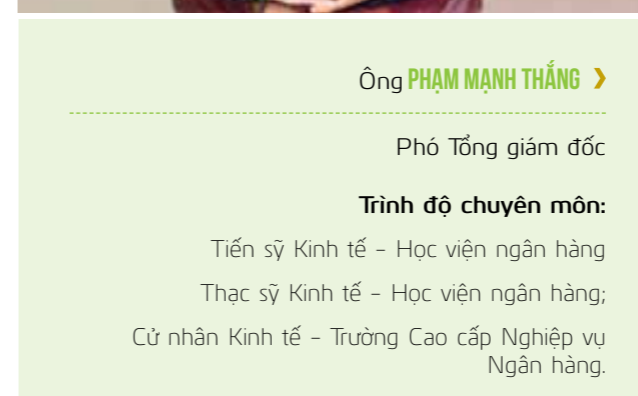 Ông PHẠM MẠNH THẮNG
Phó Tổng giám đốc
Trình độ chuyên môn:
Tiến sỹ Kinh tế – Học viện ngân hàng
Thạc sỹ Kinh tế – Học viện ngân hàng;
Cử nhân Kinh tế – Trường Cao cấp Nghiệp vụ
Ngân hàng.